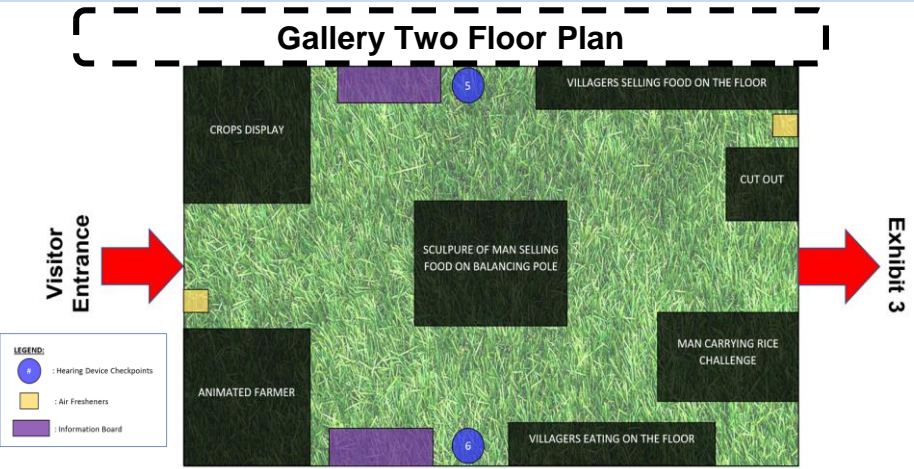 Gallery Two Floor Plan
5
VILLAGERS SELLING FOOD ON THE FLOOR
CROPS DISPLAY
CUT OUT
Visitor
Entrance
SCULPURE OF MAN SELLING
FOOD ON BALANCING POLE
Exhibit 3
MAN CARRYING RICE
CHALLENGE
ANIMATED FARMER
6
VILLAGERS EATING ON THE FLOOR
LEGEND:
# : Hearing Device Checkpoints
: Air Fresheners
: Information Board